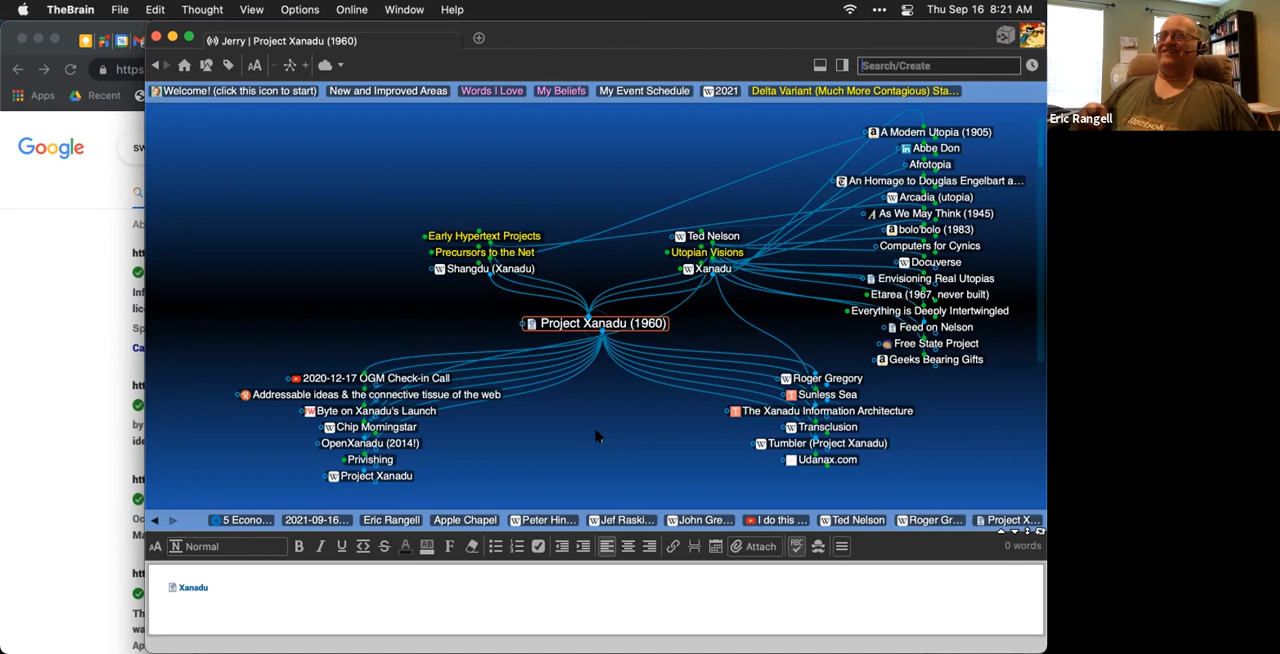 TheBrain File Edit Thought View Options Online Window Help Thu Sep 16 8:21 AM
Jerry | Project Xanadu (1960)
https
AA Search/Create
Apps Recent
Welcome! (click this icon to start) New and Improved Areas Words I Love My Beliefs My Event Schedule 2021 Delta Variant (Much More Contagious) Sta...
Eric Rangell
Reebok
Google
sw
A Modern Utopia (1905)
Abbe Don
Afrotopia
An Homage to Douglas Engelbart a...
Arcadia (utopia)
As We May Think (1945)
bolo'bolo (1983)
Computers for Cynics
Docuverse
Envisioning Real Utopias
Etarea (1967, never built)
Everything is Deeply Intertwingled
Feed on Nelson
Free State Project
Geeks Bearing Gifts
Early Hypertext Projects
Precursors to the Net
Shangdu (Xanadu)
Ted Nelson
Utopian Visions
Xanadu
Project Xanadu (1960)
2020-12-17 OGM Check-in Call
Addressable ideas & the connective tissue of the web
Byte on Xanadu's Launch
Chip Morningstar
OpenXanadu (2014!)
Privishing
Project Xanadu
Roger Gregory
Sunless Sea
The Xanadu Information Architecture
Transclusion
Tumbler (Project Xanadu)
Udanax.com
5 Econo... 2021-09-16... Eric Rangell Apple Chapel Peter Hin... Jef Raski... John Gre... I do this ... Ted Nelson Roger Gr... Project X...
AA N Normal B I U S A F Attach 0 words
Xanadu